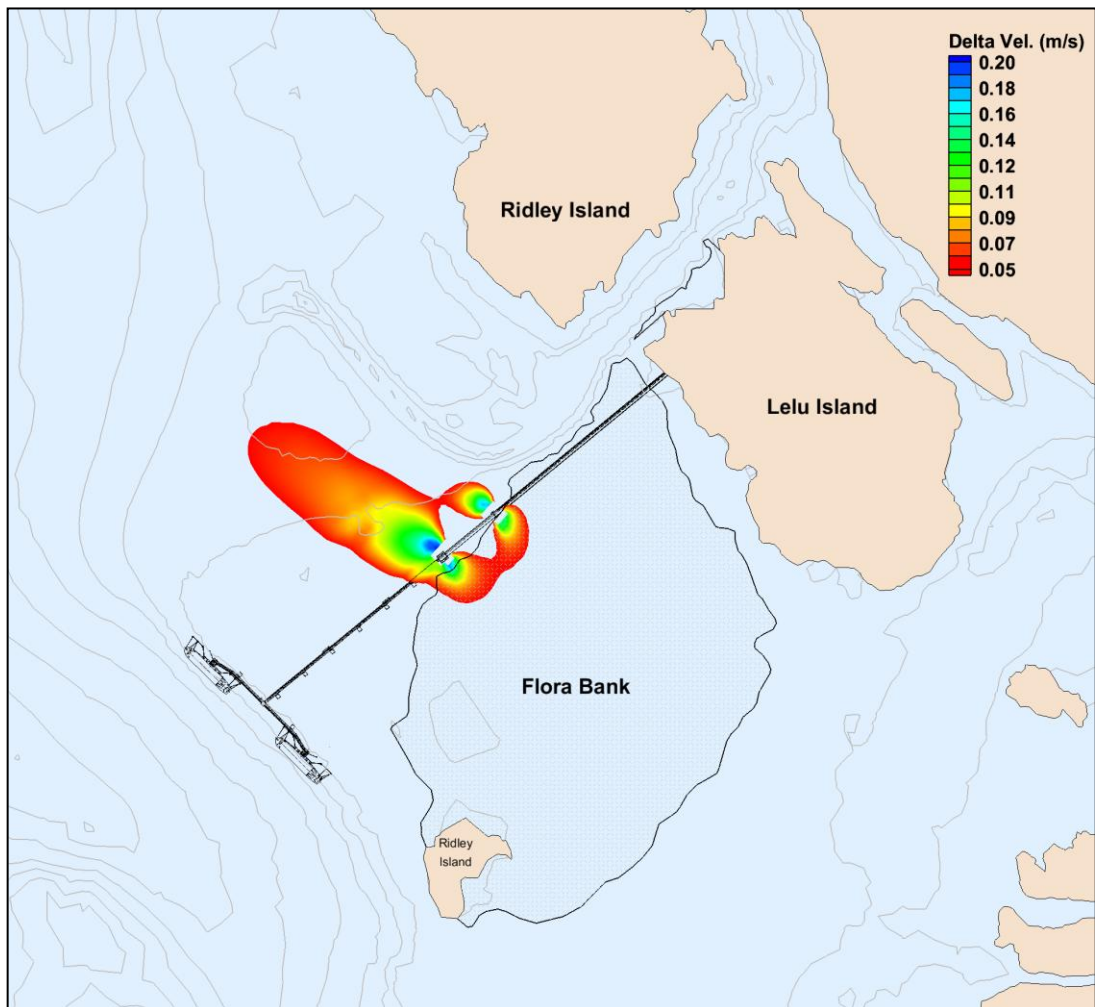 Delta Vel. (m/s)
0.20
0.18
0.16
0.14
0.12
0.11
0.09
0.07
0.05
Ridley Island
Lelu Island
Flora Bank
Ridley
Island